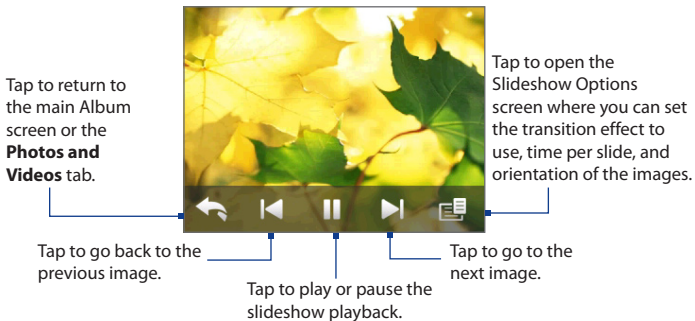 Tap to return to
the main Album
screen or the
Photos and
Videos tab.
Tap to open the
Slideshow Options
screen where you can set
the transition effect to
use, time per slide, and
orientation of the images.
Tap to go back to the
previous image.
Tap to play or pause the
slideshow playback.
Tap to go to the
next image.